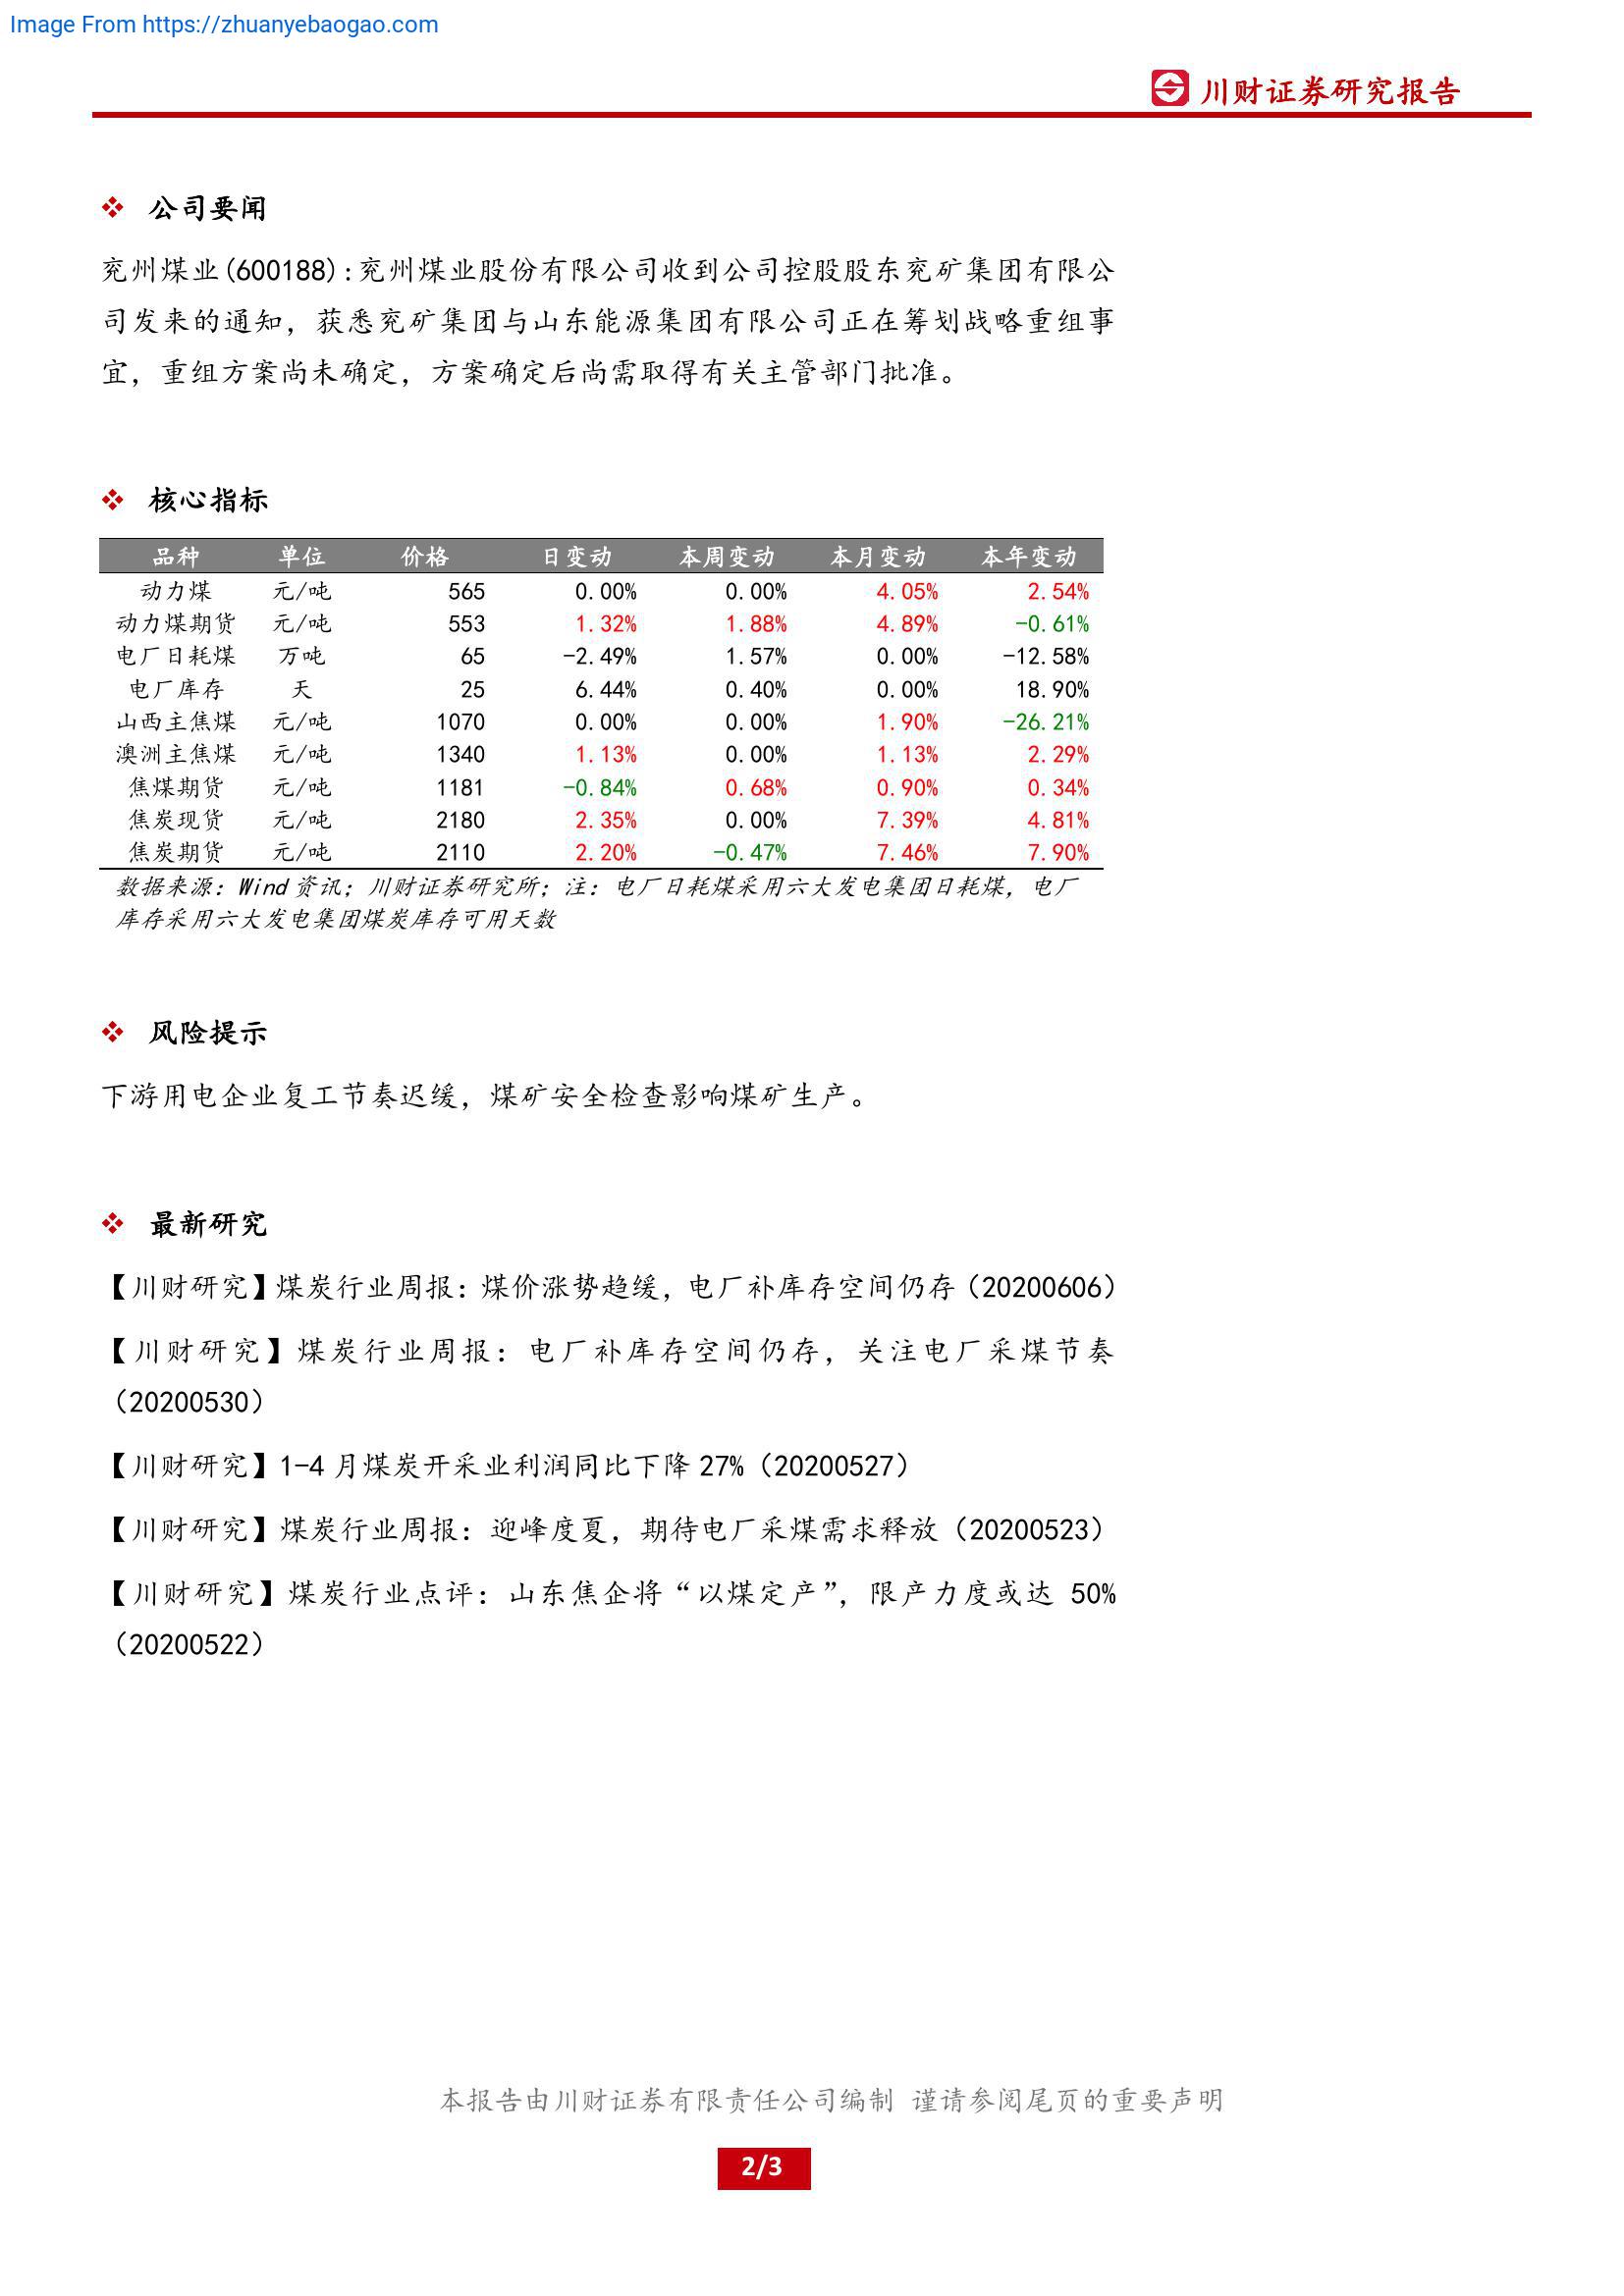 Image From https://zhuanyebaogao.com
川财证券研究报告
公司要闻
兖州煤业(600188):兖州煤业股份有限公司收到公司控股股东兖矿集团有限公
司发来的通知，获悉兖矿集团与山东能源集团有限公司正在筹划战略重组事
宜，重组方案尚未确定，方案确定后尚需取得有关主管部门批准。
核心指标
品种 单位 价格 日变动 本周变动 本月变动 本年变动
动力煤 元/吨 565 0.00% 0.00% 4.05% 2.54%
动力煤期货 元/吨 553 1.32% 1.88% 4.89% -0.61%
电厂日耗煤 万吨 65 -2.49% 1.57% 0.00% -12.58%
电厂库存 天 25 6.44% 0.40% 0.00% 18.90%
山西主焦煤 元/吨 1070 0.00% 0.00% 1.90% -26.21%
澳洲主焦煤 元/吨 1340 1.13% 0.00% 1.13% 2.29%
焦煤期货 元/吨 1181 -0.84% 0.68% 0.90% 0.34%
焦炭现货 元/吨 2180 2.35% 0.00% 7.39% 4.81%
焦炭期货 元/吨 2110 2.20% -0.47% 7.46% 7.90%
数据来源：Wind 资讯；川财证券研究所；注：电厂日耗煤采用六大发电集团日耗煤，电厂
库存采用六大发电集团煤炭库存可用天数
风险提示
下游用电企业复工节奏迟缓，煤矿安全检查影响煤矿生产。
最新研究
【川财研究】煤炭行业周报：煤价涨势趋缓，电厂补库存空间仍存（20200606）
【川财研究】煤炭行业周报：电厂补库存空间仍存，关注电厂采煤节奏
（20200530）
【川财研究】1-4 月煤炭开采业利润同比下降 27%（20200527）
【川财研究】煤炭行业周报：迎峰度夏，期待电厂采煤需求释放（20200523）
【川财研究】煤炭行业点评：山东焦企将“以煤定产”，限产力度或达 50%
（20200522）
本报告由川财证券有限责任公司编制 谨请参阅尾页的重要声明
2/3